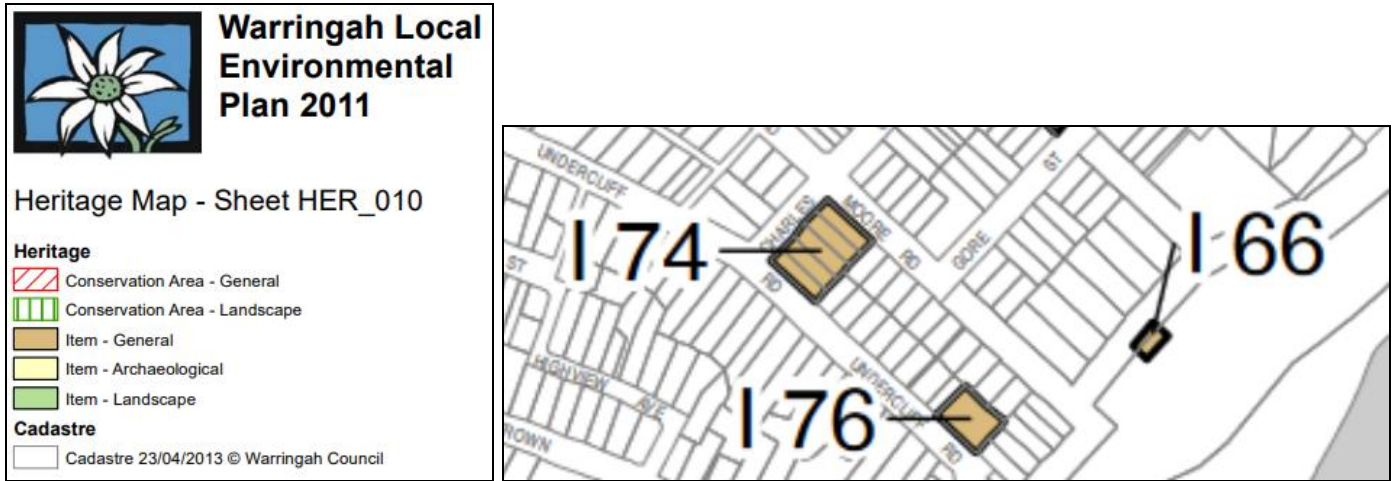 Warringah Local
Environmental
Plan 2011
Heritage Map - Sheet HER_010
Heritage
Conservation Area - General
Conservation Area - Landscape
Item - General
Item - Archaeological
Item - Landscape
Cadastre
Cadastre 23/04/2013 © Warringah Council
UNDERCLIFF
RD
ST
CHARLES
MOORE
RD
GORE
ST
I 74
I 66
HIGHVIEW
AVE
UNDERCLIFF
RD
I 76
ROWN